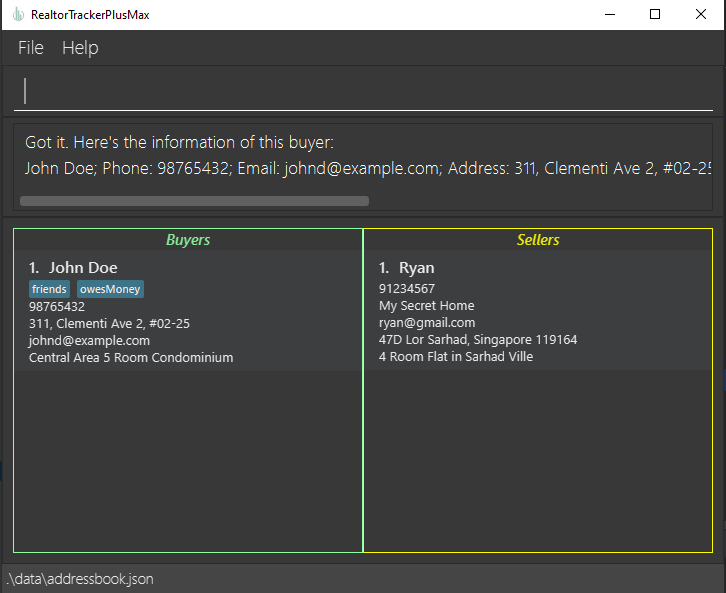 RealtorTrackerPlusMax
File Help
Got it. Here's the information of this buyer:
John Doe; Phone: 98765432; Email: johnd@example.com; Address: 311, Clementi Ave 2, #02-25
Buyers
1. John Doe
friends owesMoney
98765432
311, Clementi Ave 2, #02-25
johnd@example.com
Central Area 5 Room Condominium
Sellers
1. Ryan
91234567
My Secret Home
ryan@gmail.com
47D Lor Sarhad, Singapore 119164
4 Room Flat in Sarhad Ville
.\data\addressbook.json